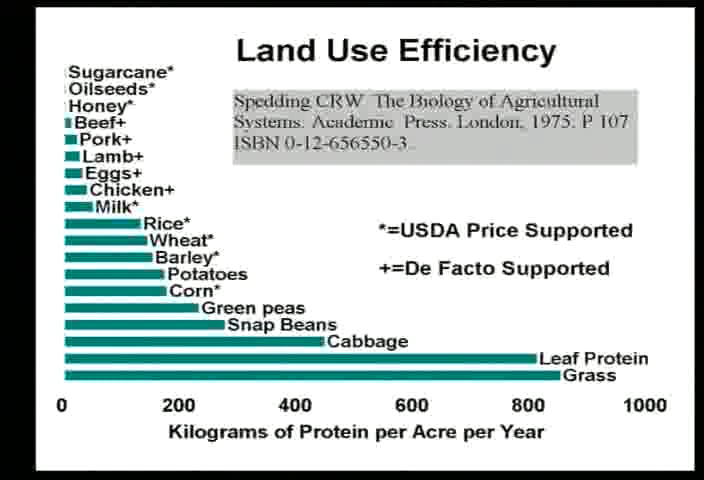 Land Use Efficiency
Spedding CRW. The Biology of Agricultural
Systems. Academic Press. London, 1975. P 107
ISBN 0-12-656550-3.
Sugarcane*
Oilseeds*
Honey*
Beef+
Pork+
Lamb+
Eggs+
Chicken+
Milk*
Rice*
Wheat*
Barley*
Potatoes
Corn*
Green peas
Snap Beans
Cabbage
Leaf Protein
Grass
*=USDA Price Supported
+=De Facto Supported
0 200 400 600 800 1000
Kilograms of Protein per Acre per Year